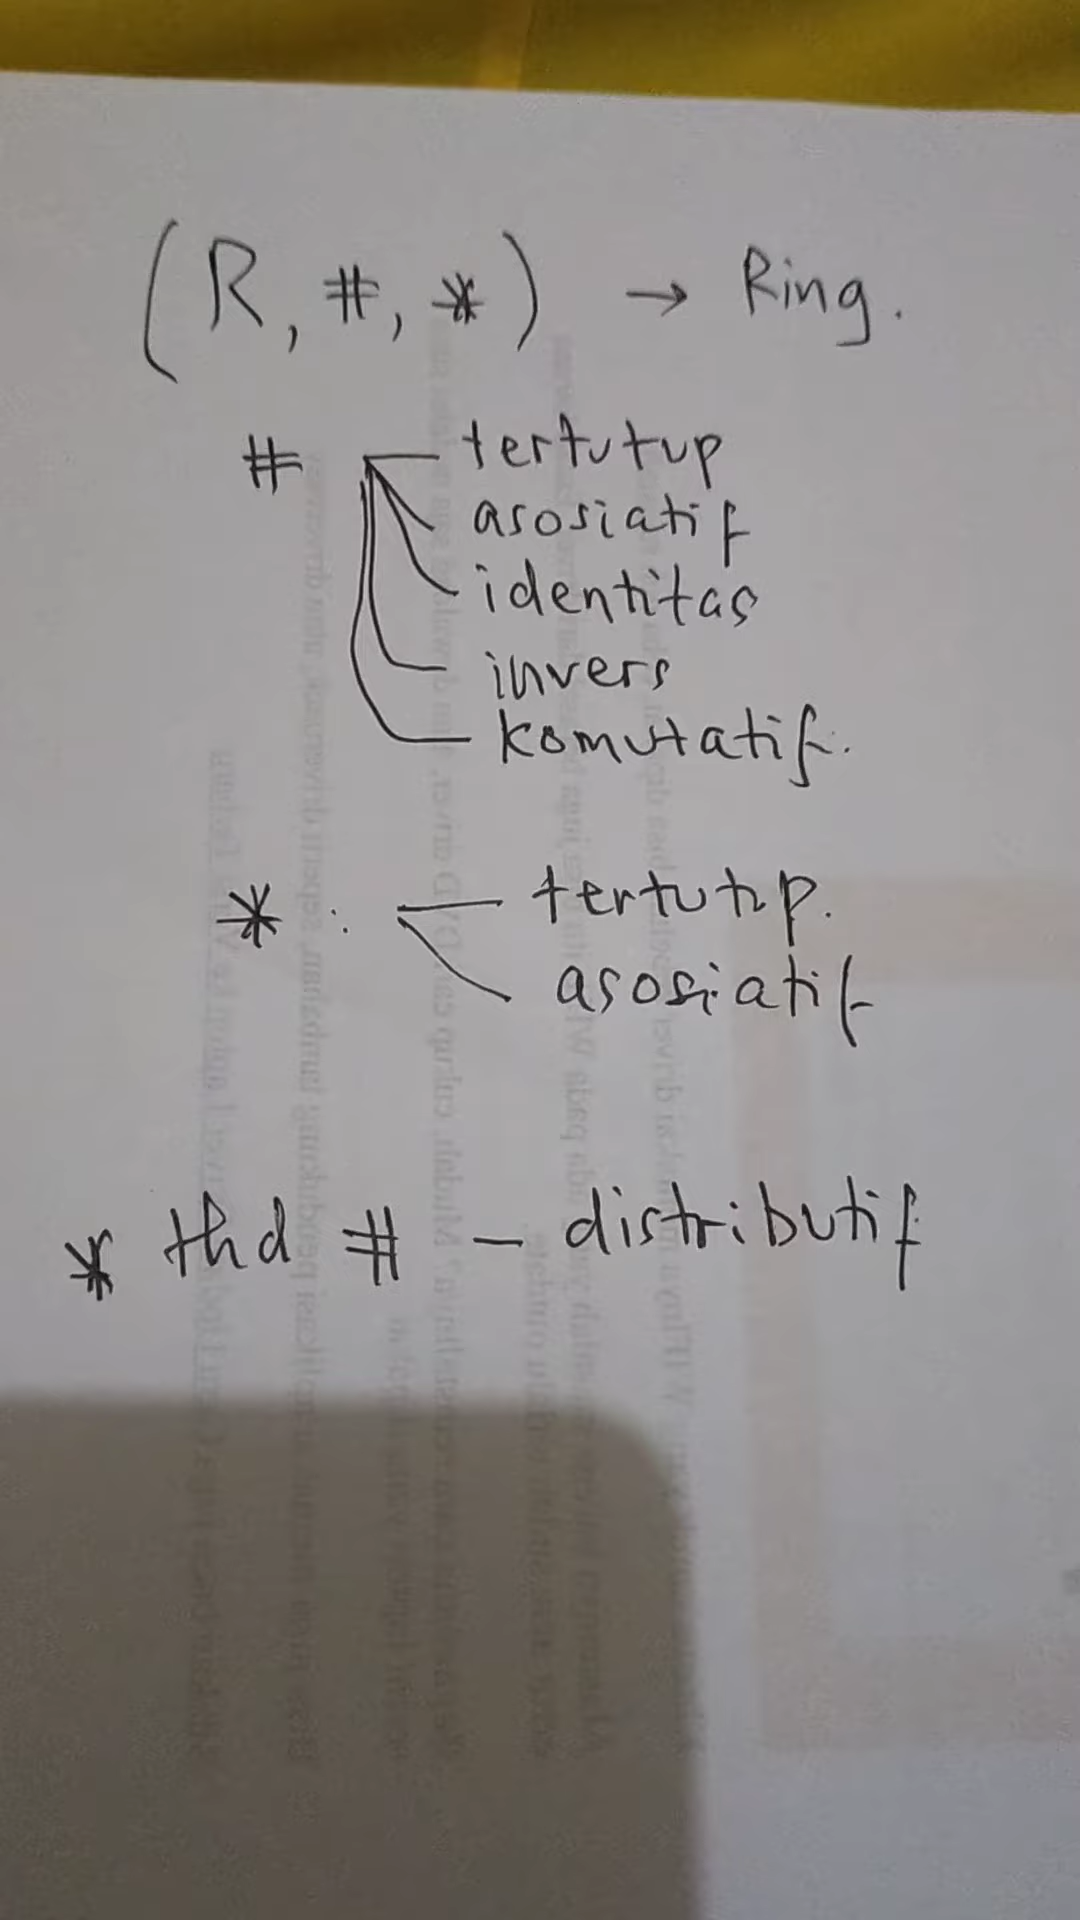 (R, #, *) → Ring.
# tertutup
asosiatif
identitas
invers
komutatif.
* : tertutup.
asosiatif
* thd # - distributif